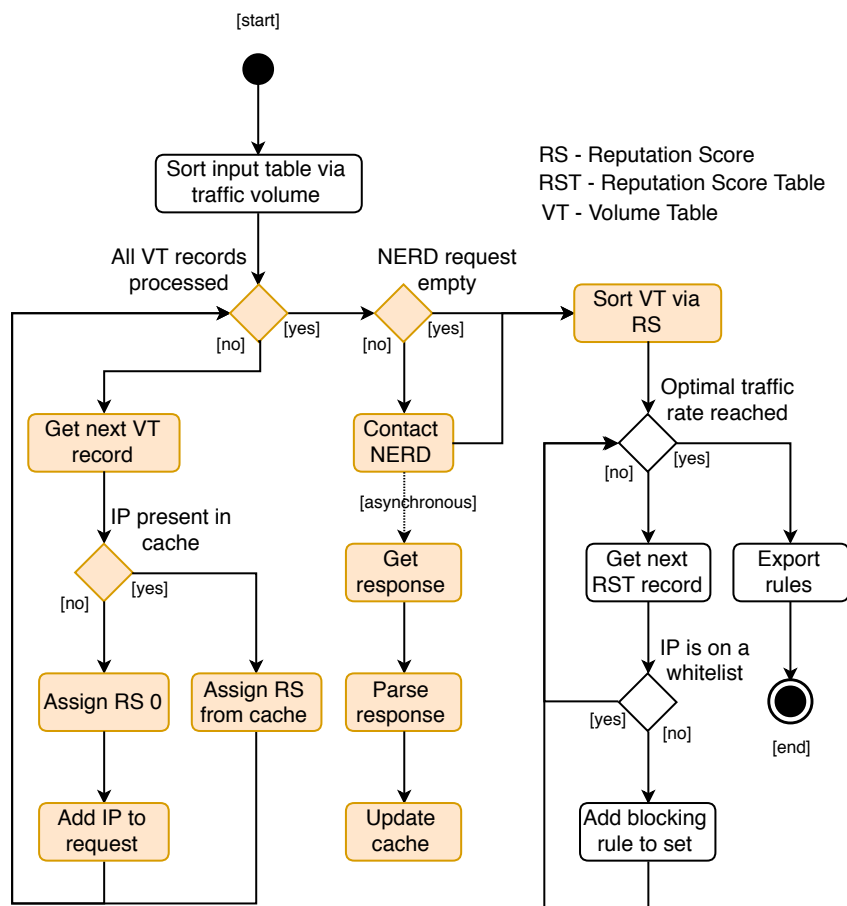 [start]
Sort input table via
traffic volume
RS - Reputation Score
RST - Reputation Score Table
VT - Volume Table
All VT records
processed
NERD request
empty
Sort VT via
RS
[no]
[yes]
[no]
[yes]
Optimal traffic
rate reached
Get next VT
record
Contact
NERD
[no]
[yes]
[asynchronous]
IP present in
cache
Get
response
Get next
RST record
Export
rules
[no]
[yes]
IP is on a
whitelist
Assign RS 0
Assign RS
from cache
Parse
response
[yes]
[no]
[end]
Add IP to
request
Update
cache
Add blocking
rule to set